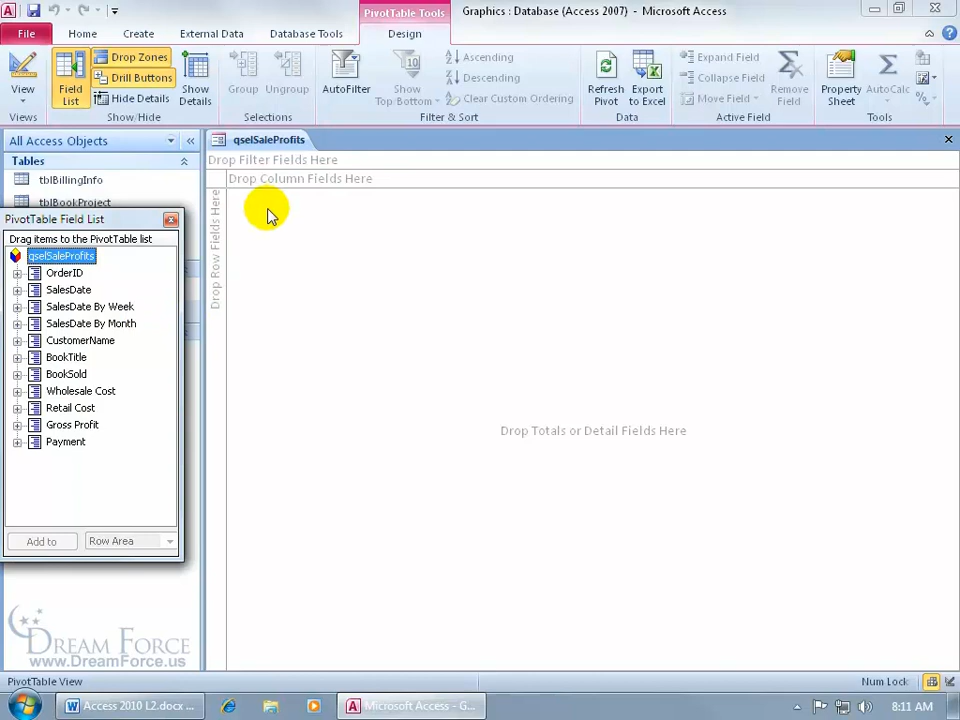 PivotTable Tools
Graphics : Database (Access 2007) - Microsoft Access
File
Home
Create
External Data
Database Tools
Design
View
Views
Field List
Drop Zones
Drill Buttons
Hide Details
Show Details
Show/Hide
Group
Ungroup
Selections
AutoFilter
Show Top/Bottom
Ascending
Descending
Clear Custom Ordering
Filter & Sort
Refresh Pivot
Export to Excel
Data
Expand Field
Collapse Field
Move Field
Remove Field
Active Field
Property Sheet
AutoCalc
Tools
All Access Objects
Tables
tblBillingInfo
tblBookProject
qselSaleProfits
Drop Filter Fields Here
Drop Column Fields Here
Drop Row Fields Here
Drop Totals or Detail Fields Here
PivotTable Field List
Drag items to the PivotTable list
qselSaleProfits
OrderID
SalesDate
SalesDate By Week
SalesDate By Month
CustomerName
BookTitle
BookSold
Wholesale Cost
Retail Cost
Gross Profit
Payment
Add to
Row Area
DREAM FORCE
www.DreamForce.us
PivotTable View
Num Lock
Access 2010 L2.docx ...
Microsoft Access - G...
8:11 AM